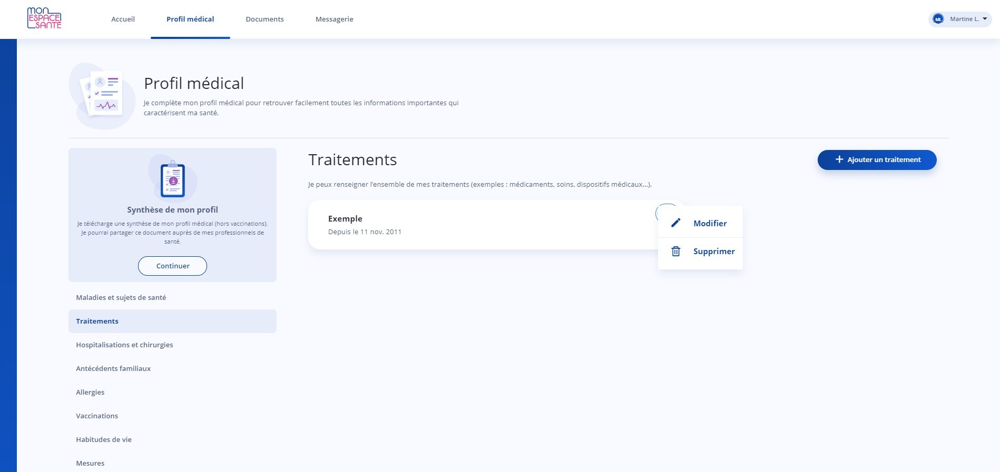 mon
ESPACE
SANTÉ
Accueil
Profil médical
Documents
Messagerie
ML
Martine L.
Profil médical
Je complète mon profil médical pour retrouver facilement toutes les informations importantes qui
caractérisent ma santé.
Synthèse de mon profil
Je télécharge une synthèse de mon profil médical (hors vaccinations).
Je pourrai partager ce document auprès de mes professionnels de
santé.
Continuer
Maladies et sujets de santé
Traitements
Hospitalisations et chirurgies
Antécédents familiaux
Allergies
Vaccinations
Habitudes de vie
Mesures
Traitements
Ajouter un traitement
Je peux renseigner l’ensemble de mes traitements (exemples : médicaments, soins, dispositifs médicaux...).
Exemple
Depuis le 11 nov. 2011
Modifier
Supprimer